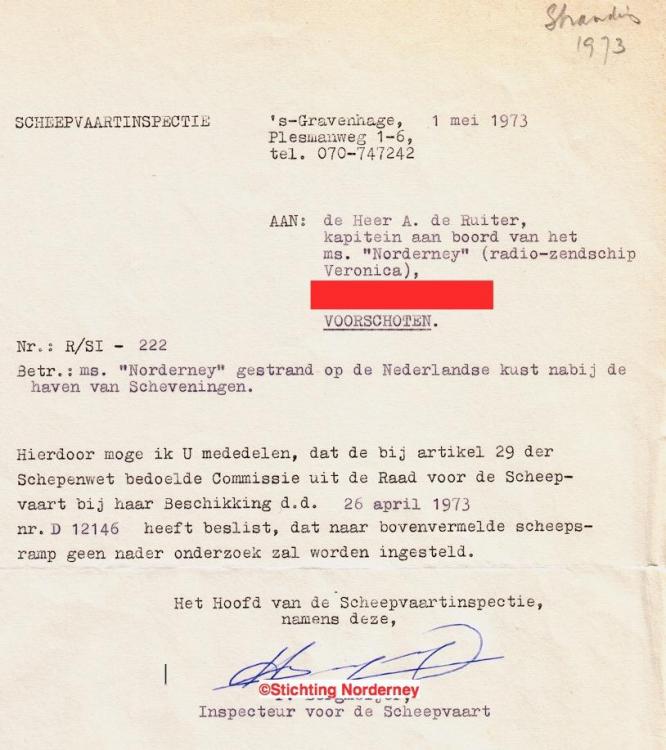 1973
SCHEEPVAARTINSPECTIE
's-Gravenhage, 1 mei 1973
Plesmanweg 1-6,
tel. 070-747242
AAN: de Heer A. de Ruiter,
kapitein aan boord van het
ms. "Norderney" (radio-zendschip
Veronica),
VOORSCHOTEN.
Nr.: R/SI - 222
Betr.: ms. "Norderney" gestrand op de Nederlandse kust nabij de
haven van Scheveningen.
Hierdoor moge ik U mededelen, dat de bij artikel 29 der
Schepenwet bedoelde Commissie uit de Raad voor de Scheep-
vaart bij haar Beschikking d.d. 26 april 1973
nr. D 12146 heeft beslist, dat naar bovenvermelde scheeps-
ramp geen nader onderzoek zal worden ingesteld.
Het Hoofd van de Scheepvaartinspectie,
namens deze,
©Stichting Norderney
Inspecteur voor de Scheepvaart